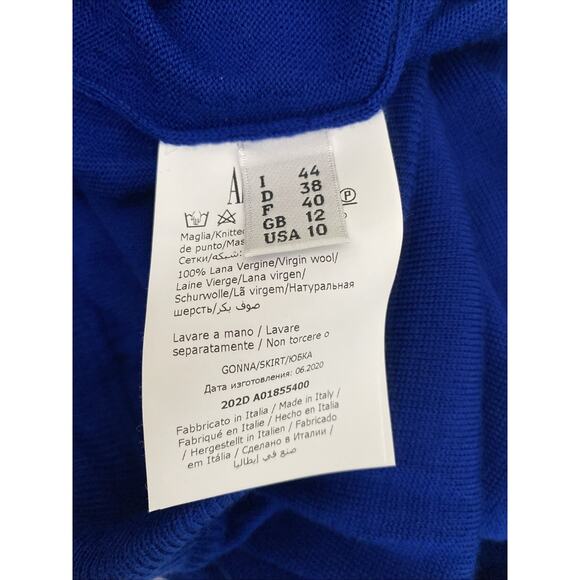 I 44
D 38
F 40
GB 12
USA 10
A
P
Maglia/Knitted
de punto/Mas
Сетки/شبكة:
100% Lana Vergine/Virgin wool/
Laine Vierge/Lana virgen/
Schurwolle/Lã virgem/Натуральная
шерсть/صوف بكر
Lavare a mano / Lavare
separatamente / Non torcere o
GONNA/SKIRT/ЮБКА
Дата изготовления: 06.2020
202D A01855400
Fabbricato in Italia / Made in Italy /
Fabriqué en Italie / Hecho en Italia
/ Hergestellt in Italien / Fabricado
em Itália / Сделано в Италии /
صنع في إيطاليا